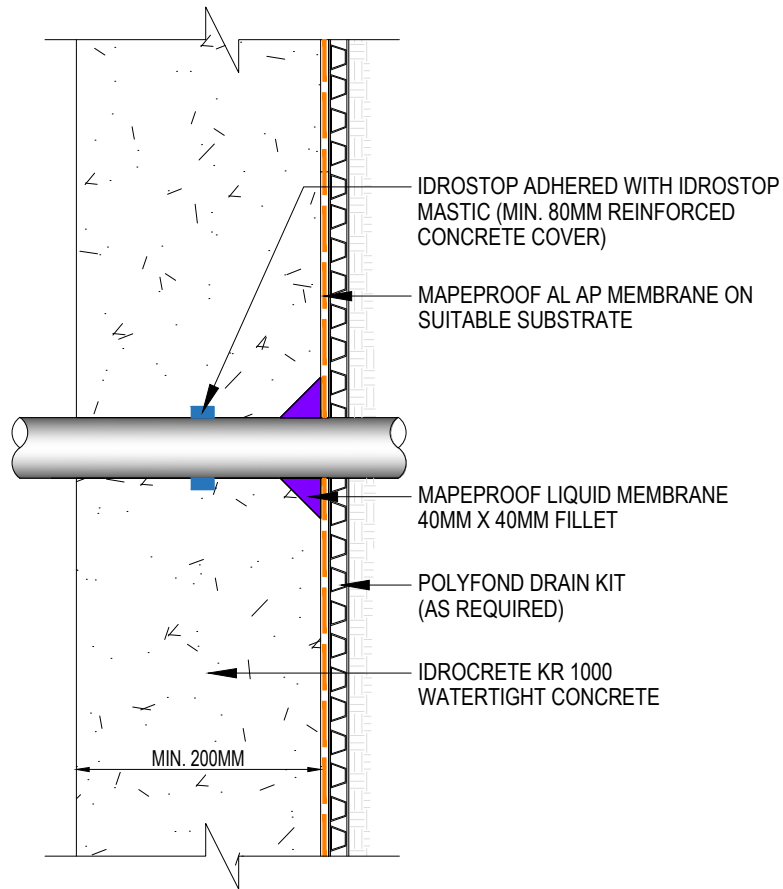 IDROSTOP ADHERED WITH IDROSTOP
MASTIC (MIN. 80MM REINFORCED
CONCRETE COVER)
MAPEPROOF AL AP MEMBRANE ON
SUITABLE SUBSTRATE
MAPEPROOF LIQUID MEMBRANE
40MM X 40MM FILLET
POLYFOND DRAIN KIT
(AS REQUIRED)
IDROCRETE KR 1000
WATERTIGHT CONCRETE
MIN. 200MM